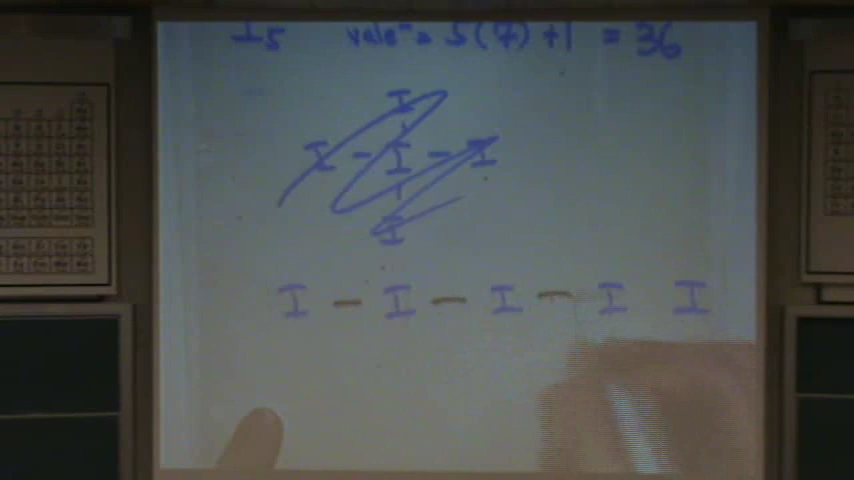 I5 vale⁻ = 5(7) + 1 = 36
I
I - I - I
I
I - I - I - I I